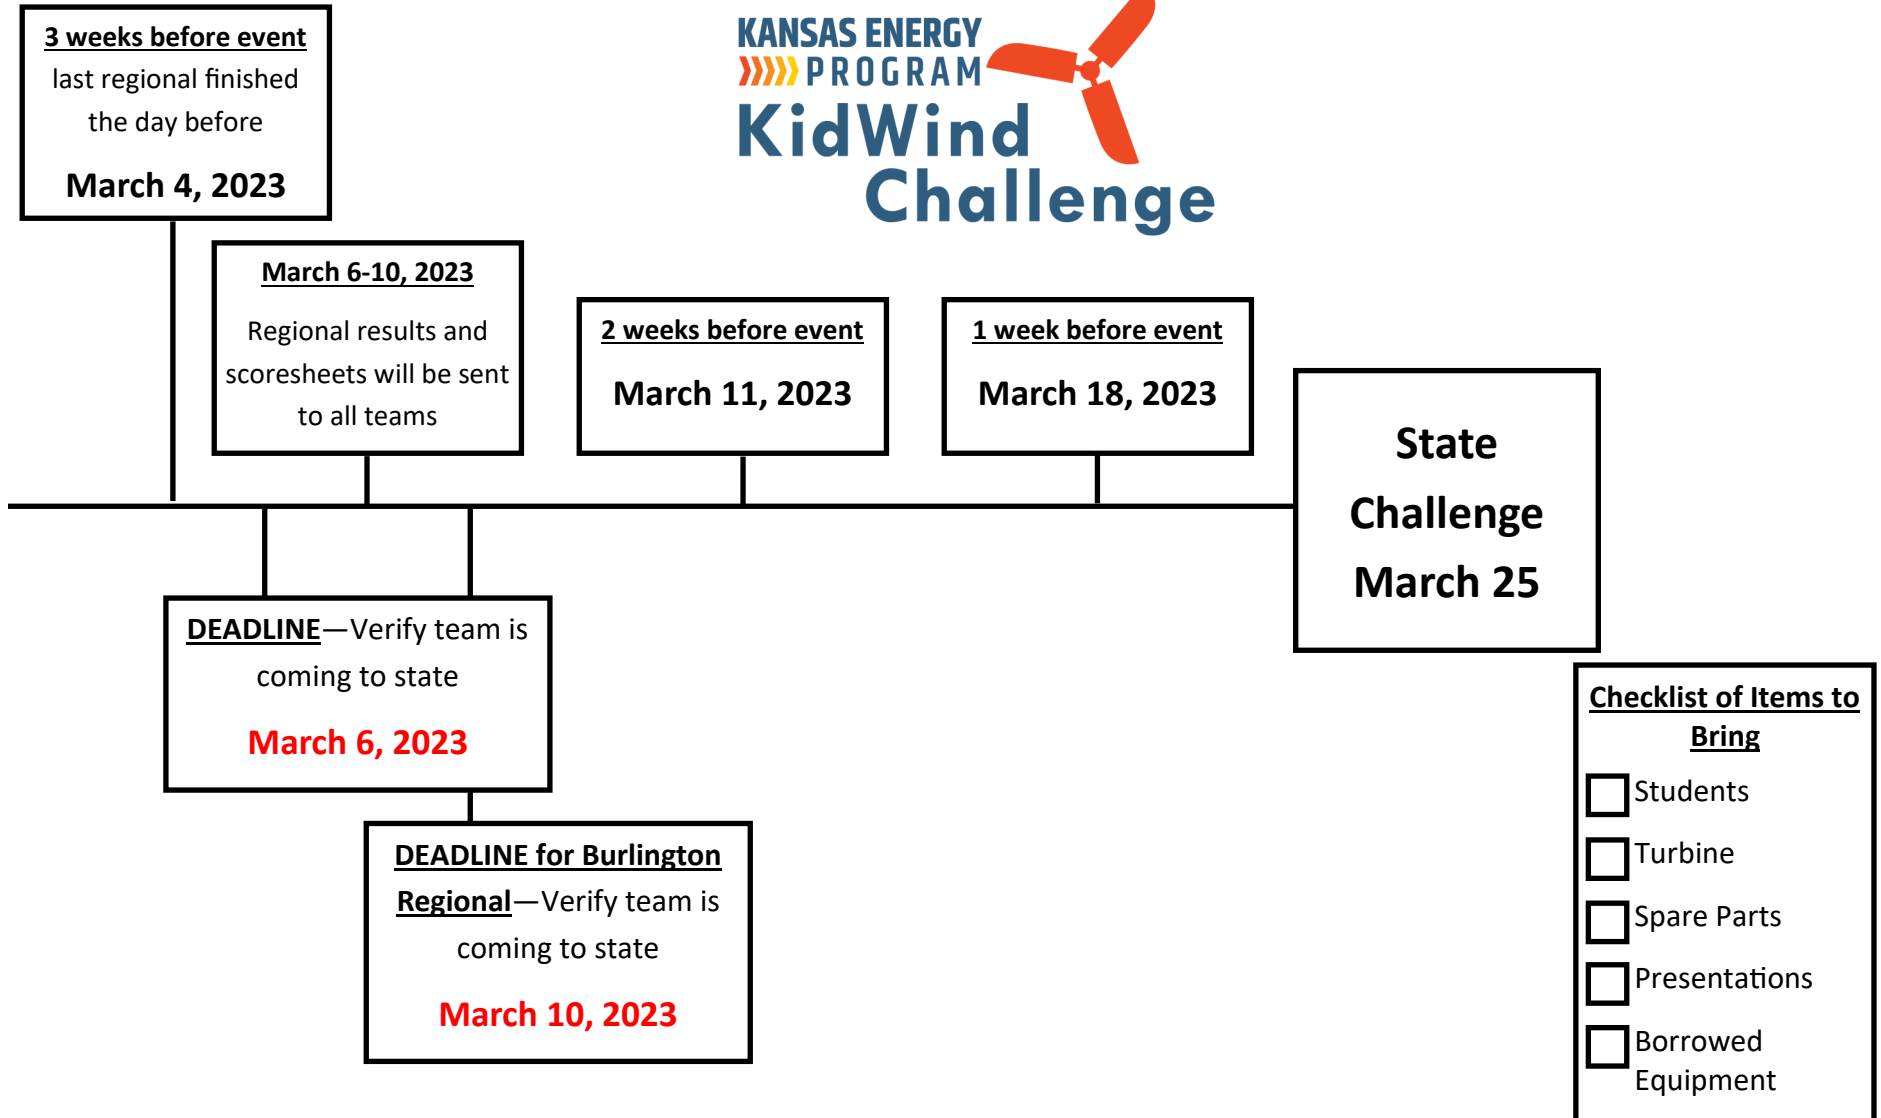 3 weeks before event
last regional finished
the day before
March 4, 2023
KANSAS ENERGY
PROGRAM
KidWind
Challenge
March 6-10, 2023
Regional results and
scoresheets will be sent
to all teams
2 weeks before event
March 11, 2023
1 week before event
March 18, 2023
State
Challenge
March 25
DEADLINE—Verify team is
coming to state
March 6, 2023
DEADLINE for Burlington
Regional—Verify team is
coming to state
March 10, 2023
Checklist of Items to
Bring
Students
Turbine
Spare Parts
Presentations
Borrowed
Equipment